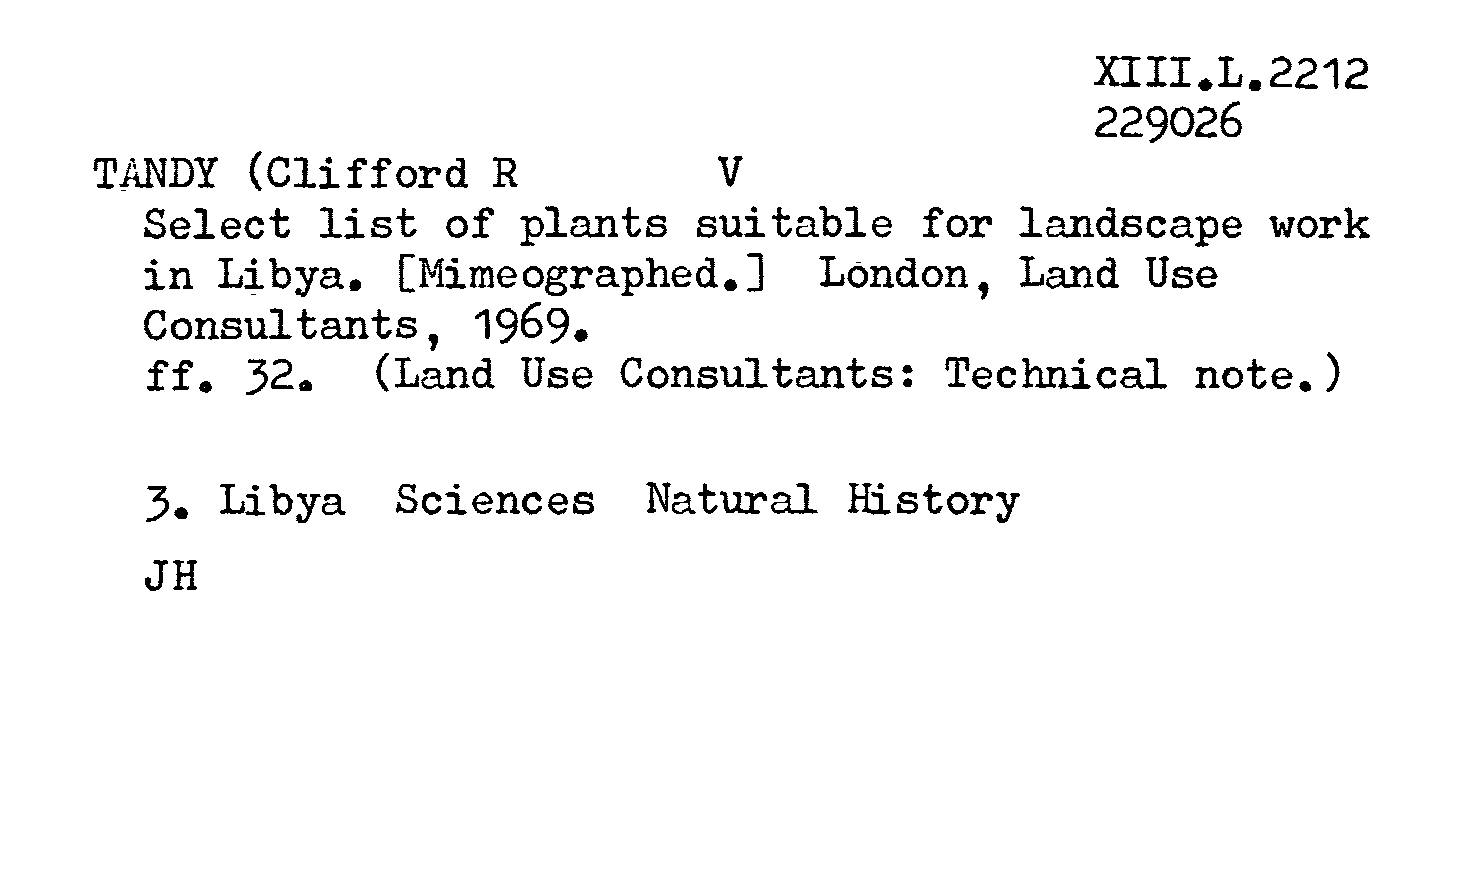 XIII.L.2212
229026
TANDY (Clifford R V
Select list of plants suitable for landscape work
in Libya. [Mimeographed.] London, Land Use
Consultants, 1969.
ff. 32. (Land Use Consultants: Technical note.)
3. Libya Sciences Natural History
JH